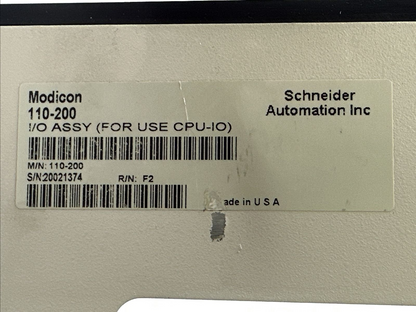 Modicon
110-200
I/O ASSY (FOR USE CPU-IO)
Schneider
Automation Inc
M/N: 110-200
S/N:20021374 R/N: F2
ade in U S A